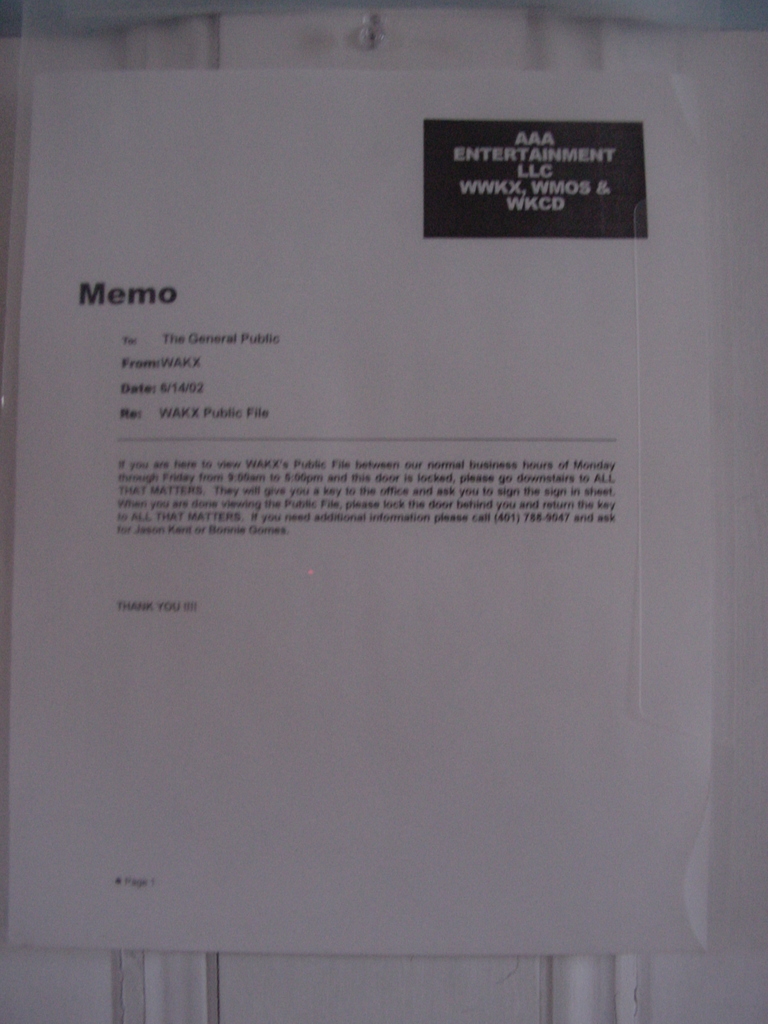 AAA
ENTERTAINMENT
LLC
WWKX, WMOS &
WKCD
Memo
To: The General Public
From: WAKX
Date: 6/14/02
Re: WAKX Public File
If you are here to view WAKX's Public File between our normal business hours of Monday
through Friday from 9:00am to 5:00pm and this door is locked, please go downstairs to ALL
THAT MATTERS. They will give you a key to the office and ask you to sign the sign in sheet.
When you are done viewing the Public File, please lock the door behind you and return the key
to ALL THAT MATTERS. If you need additional information please call (401) 788-9047 and ask
for Jason Kent or Bonnie Gomes.
THANK YOU !!!!
Page 1